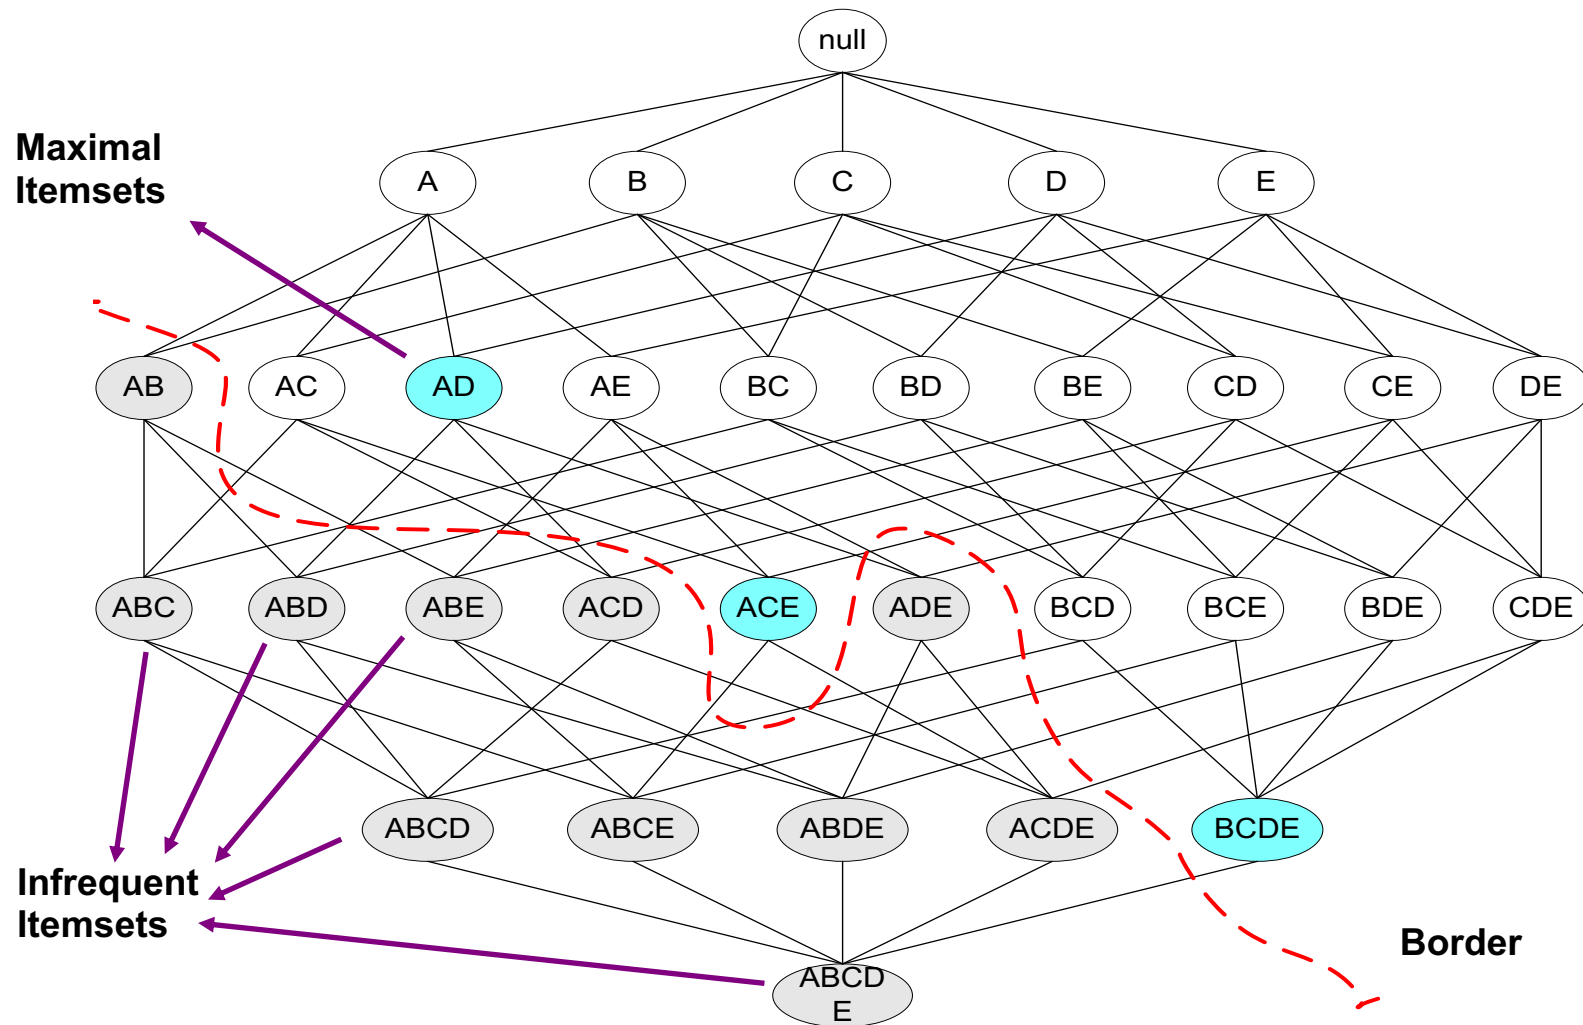 null
Maximal
Itemsets
A B C D E
AB AC AD AE BC BD BE CD CE DE
ABC ABD ABE ACD ACE ADE BCD BCE BDE CDE
ABCD ABCE ABDE ACDE BCDE
Infrequent
Itemsets
Border
ABCD
E